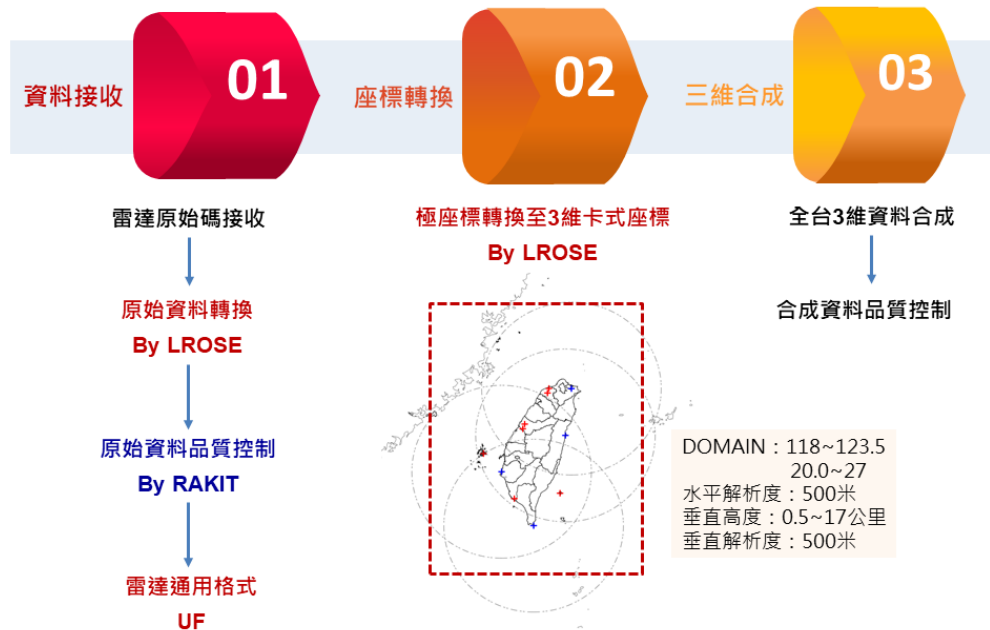 資料接收
01
座標轉換
02
三維合成
03
雷達原始碼接收
原始資料轉換
By LROSE
原始資料品質控制
By RAKIT
雷達通用格式
UF
極座標轉換至3維卡式座標
By LROSE
全台3維資料合成
合成資料品質控制
DOMAIN：118~123.5
20.0~27
水平解析度：500米
垂直高度：0.5~17公里
垂直解析度：500米